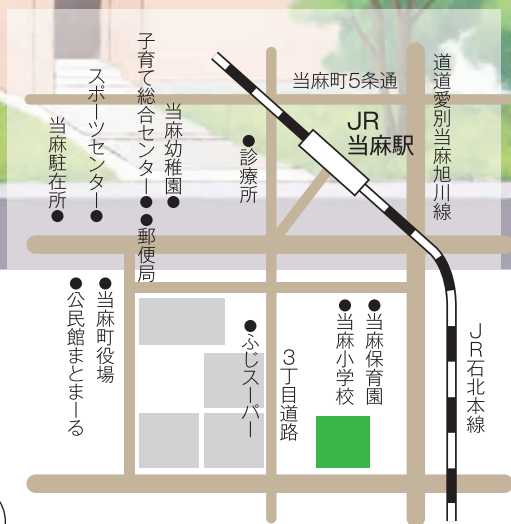 道道愛別当麻旭川線
当麻町5条通
JR
当麻駅
診療所
当麻幼稚園
子育て総合センター
郵便局
スポーツセンター
当麻駐在所
JR石北本線
当麻保育園
当麻小学校
3丁目道路
ふじスーパー
当麻町役場
公民館まとまーる